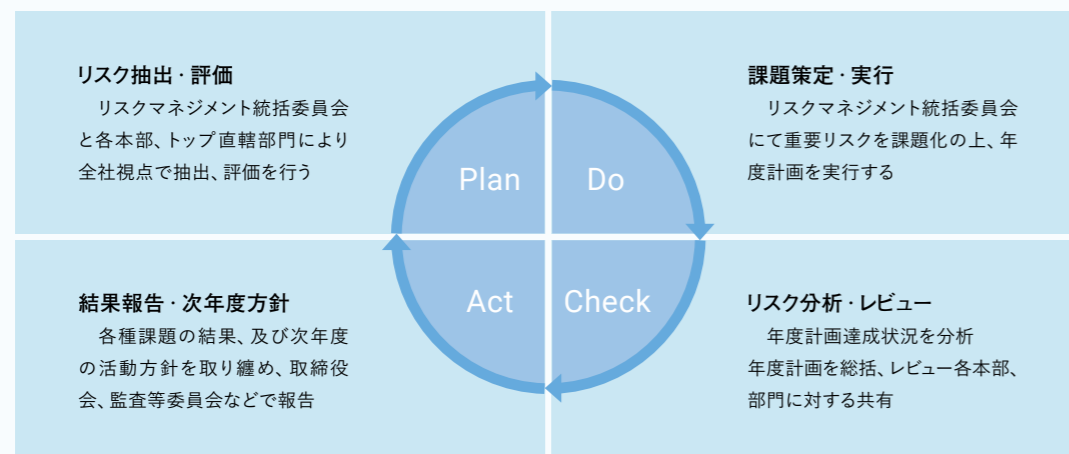 リスク抽出・評価
リスクマネジメント統括委員会
と各本部、トップ直轄部門により
全社視点で抽出、評価を行う
Plan
課題策定・実行
リスクマネジメント統括委員会
にて重要リスクを課題化の上、年
度計画を実行する
Do
結果報告・次年度方針
各種課題の結果、及び次年度
の活動方針を取り纏め、取締役
会、監査等委員会などで報告
Act
リスク分析・レビュー
年度計画達成状況を分析
年度計画を総括、レビュー各本部、
部門に対する共有
Check